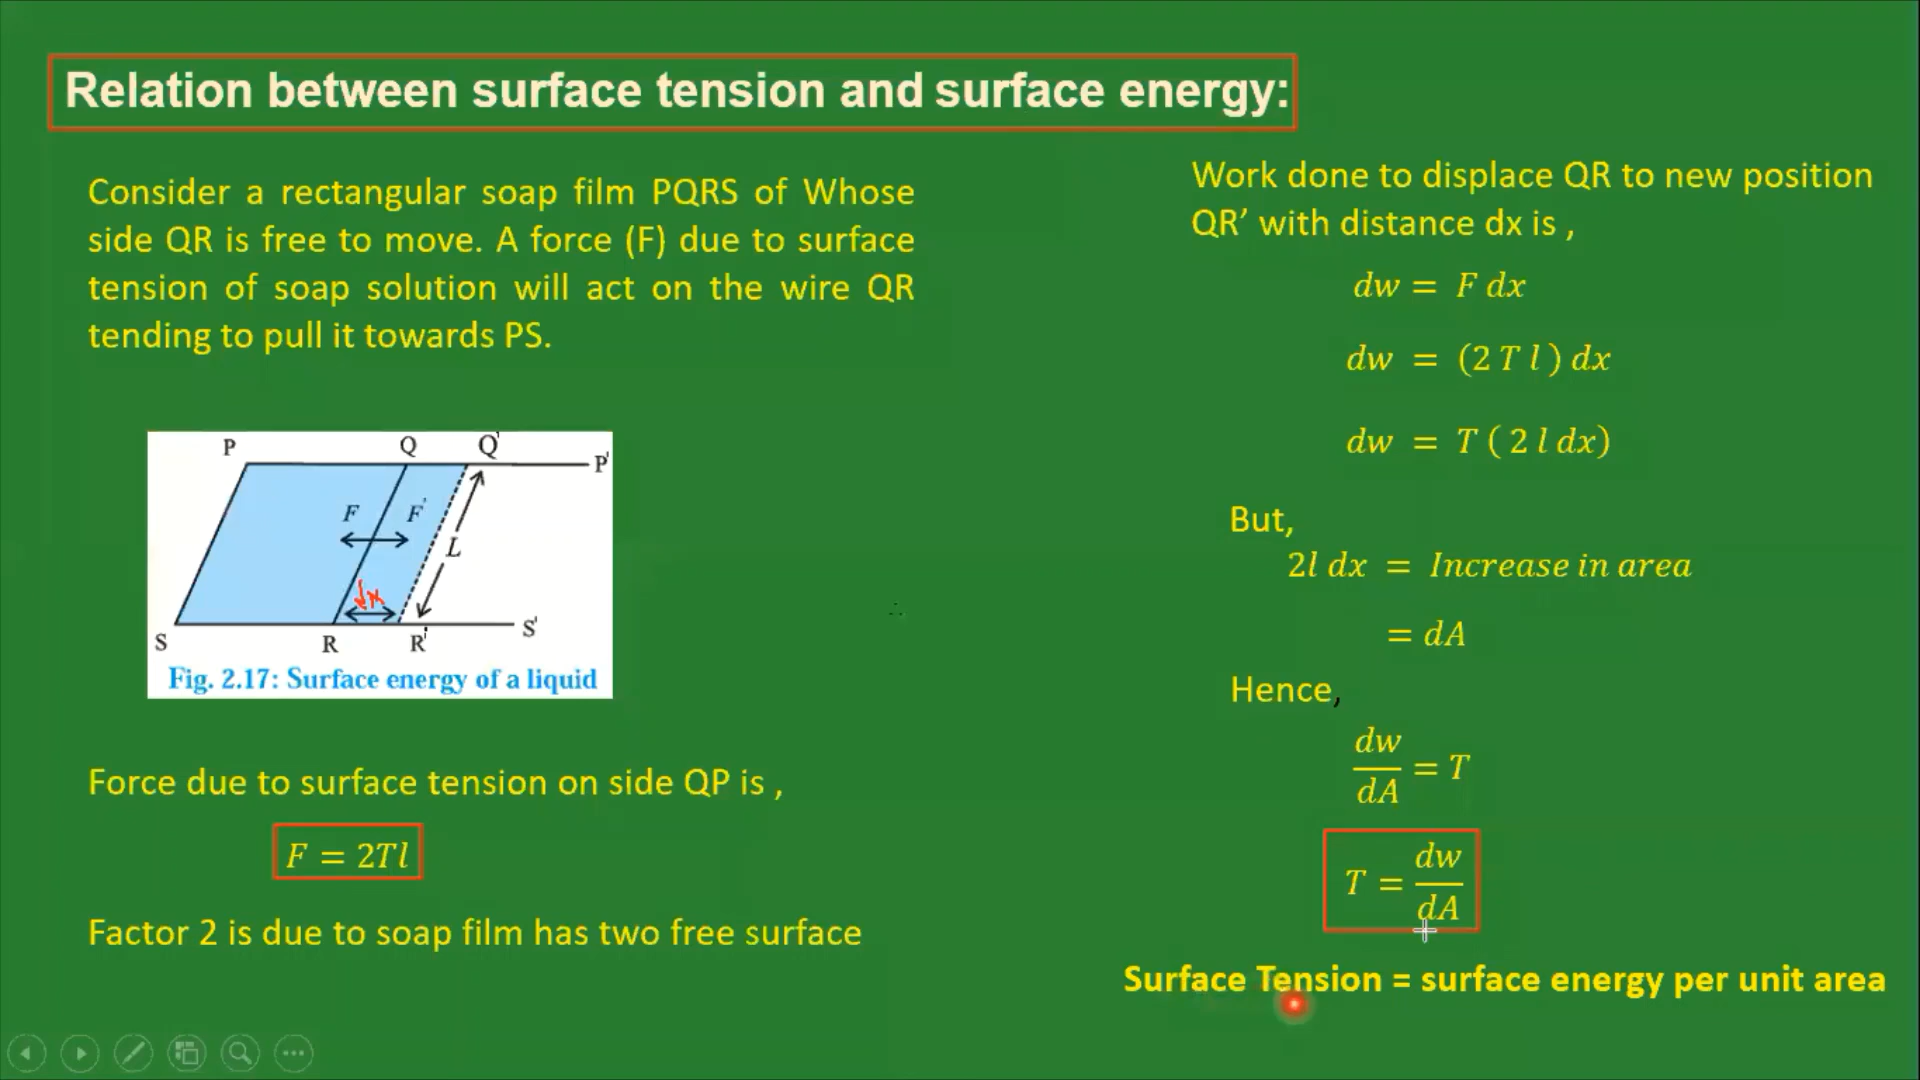 Relation between surface tension and surface energy:
Consider a rectangular soap film PQRS of Whose
side QR is free to move. A force (F) due to surface
tension of soap solution will act on the wire QR
tending to pull it towards PS.
P Q Q' P'
F F'
L
dx
S R R' S'
Fig. 2.17: Surface energy of a liquid
Force due to surface tension on side QP is ,
F = 2Tl
Factor 2 is due to soap film has two free surface
Work done to displace QR to new position
QR’ with distance dx is ,
dw = F dx
dw = (2 T l ) dx
dw = T ( 2 l dx)
But,
2l dx = Increase in area
= dA
Hence,
dw/dA = T
T = dw/dA
Surface Tension = surface energy per unit area